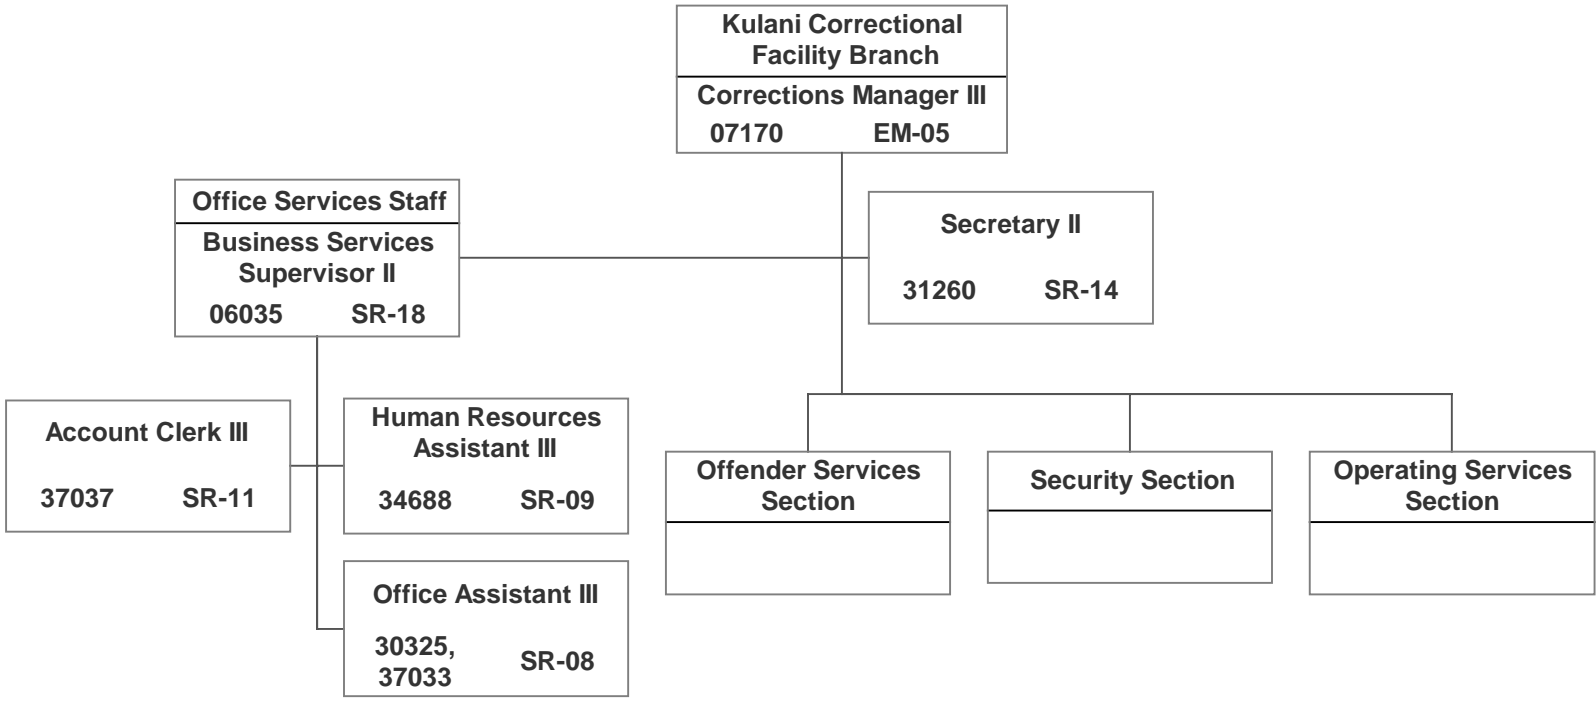 Kulani Correctional
Facility Branch
Corrections Manager III
07170 EM-05
Office Services Staff
Business Services
Supervisor II
06035 SR-18
Secretary II
31260 SR-14
Account Clerk III
37037 SR-11
Human Resources
Assistant III
34688 SR-09
Office Assistant III
30325,
37033 SR-08
Offender Services
Section
Security Section
Operating Services
Section